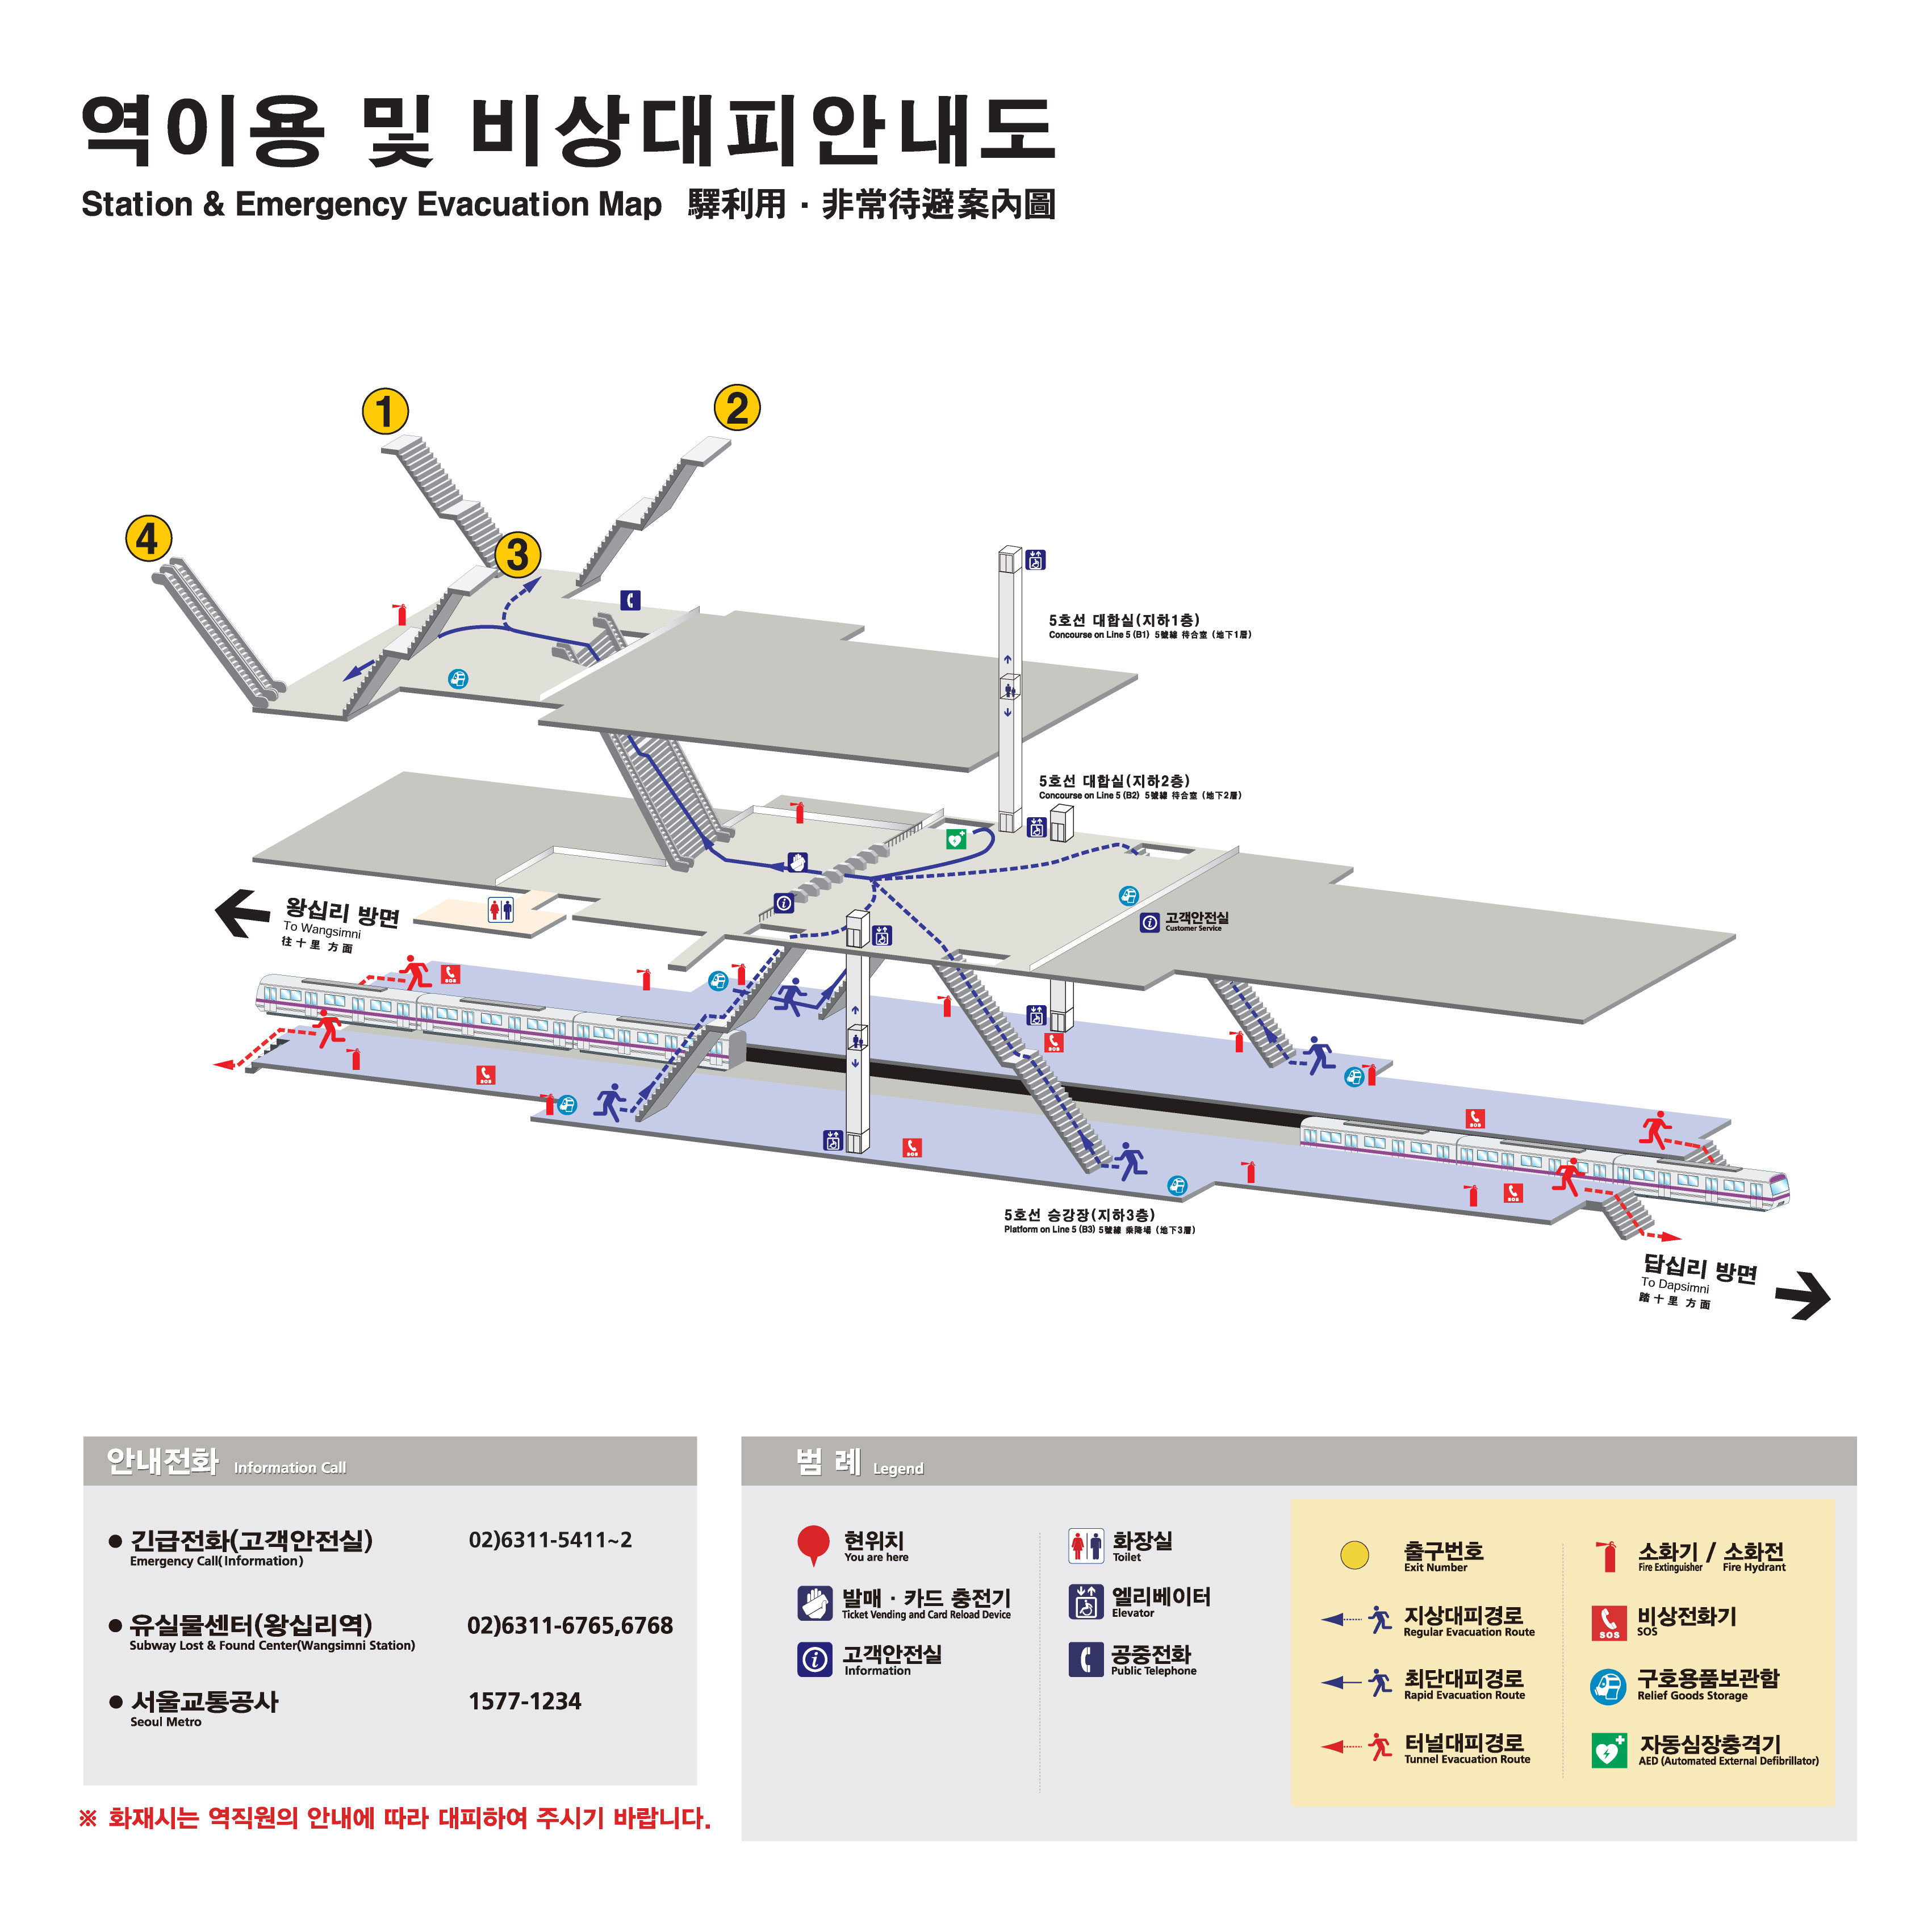 역이용 및 비상대피안내도
Station & Emergency Evacuation Map 驛利用 · 非常待避案內圖
1
2
3
4
5호선 대합실(지하1층)
Concourse on Line 5 (B1) 5號線 待合室 (地下1層)
5호선 대합실(지하2층)
Concourse on Line 5 (B2) 5號線 待合室 (地下2層)
고객안전실
Customer Service
왕십리 방면
To Wangsimni
往十里 方面
SOS
SOS
SOS
SOS
SOS
SOS
5호선 승강장(지하3층)
Platform on Line 5 (B3) 5號線 乘降場 (地下3層)
답십리 방면
To Dapsimni
踏十里 方面
안내전화 Information Call
긴급전화(고객안전실) 02)6311-5411~2
Emergency Call(Information)
유실물센터(왕십리역) 02)6311-6765,6768
Subway Lost & Found Center(Wangsimni Station)
서울교통공사 1577-1234
Seoul Metro
※ 화재시는 역직원의 안내에 따라 대피하여 주시기 바랍니다.
범 례 Legend
현위치
You are here
발매 · 카드 충전기
Ticket Vending and Card Reload Device
고객안전실
Information
화장실
Toilet
엘리베이터
Elevator
공중전화
Public Telephone
출구번호
Exit Number
지상대피경로
Regular Evacuation Route
최단대피경로
Rapid Evacuation Route
터널대피경로
Tunnel Evacuation Route
소화기 / 소화전
Fire Extinguisher / Fire Hydrant
SOS
비상전화기
SOS
구호용품보관함
Relief Goods Storage
자동심장충격기
AED (Automated External Defibrillator)